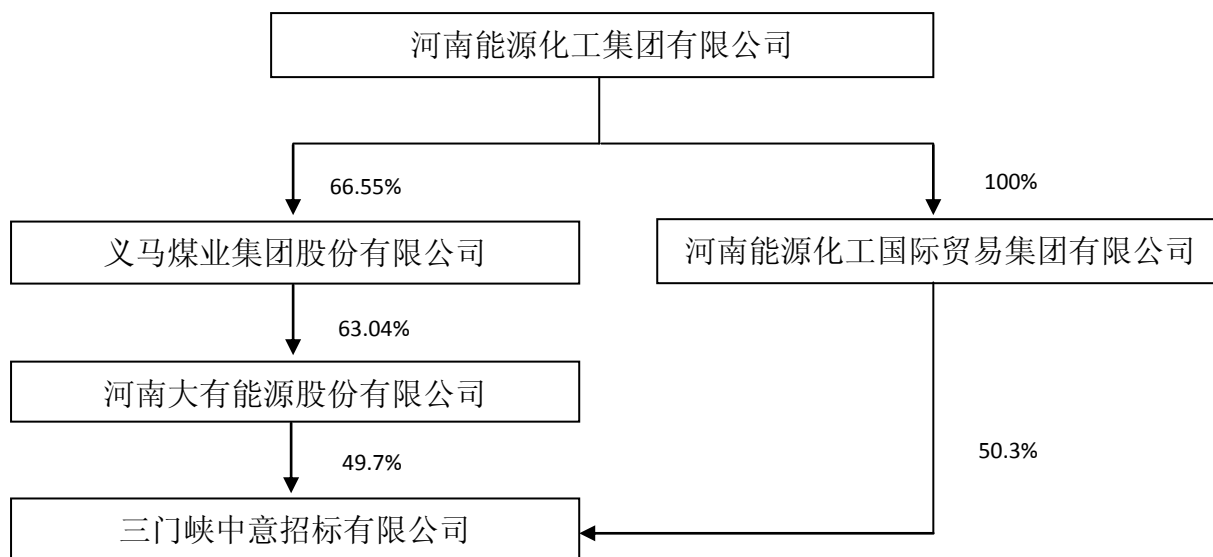 河南能源化工集团有限公司
66.55%
100%
义马煤业集团股份有限公司
河南能源化工国际贸易集团有限公司
63.04%
河南大有能源股份有限公司
49.7%
50.3%
三门峡中意招标有限公司